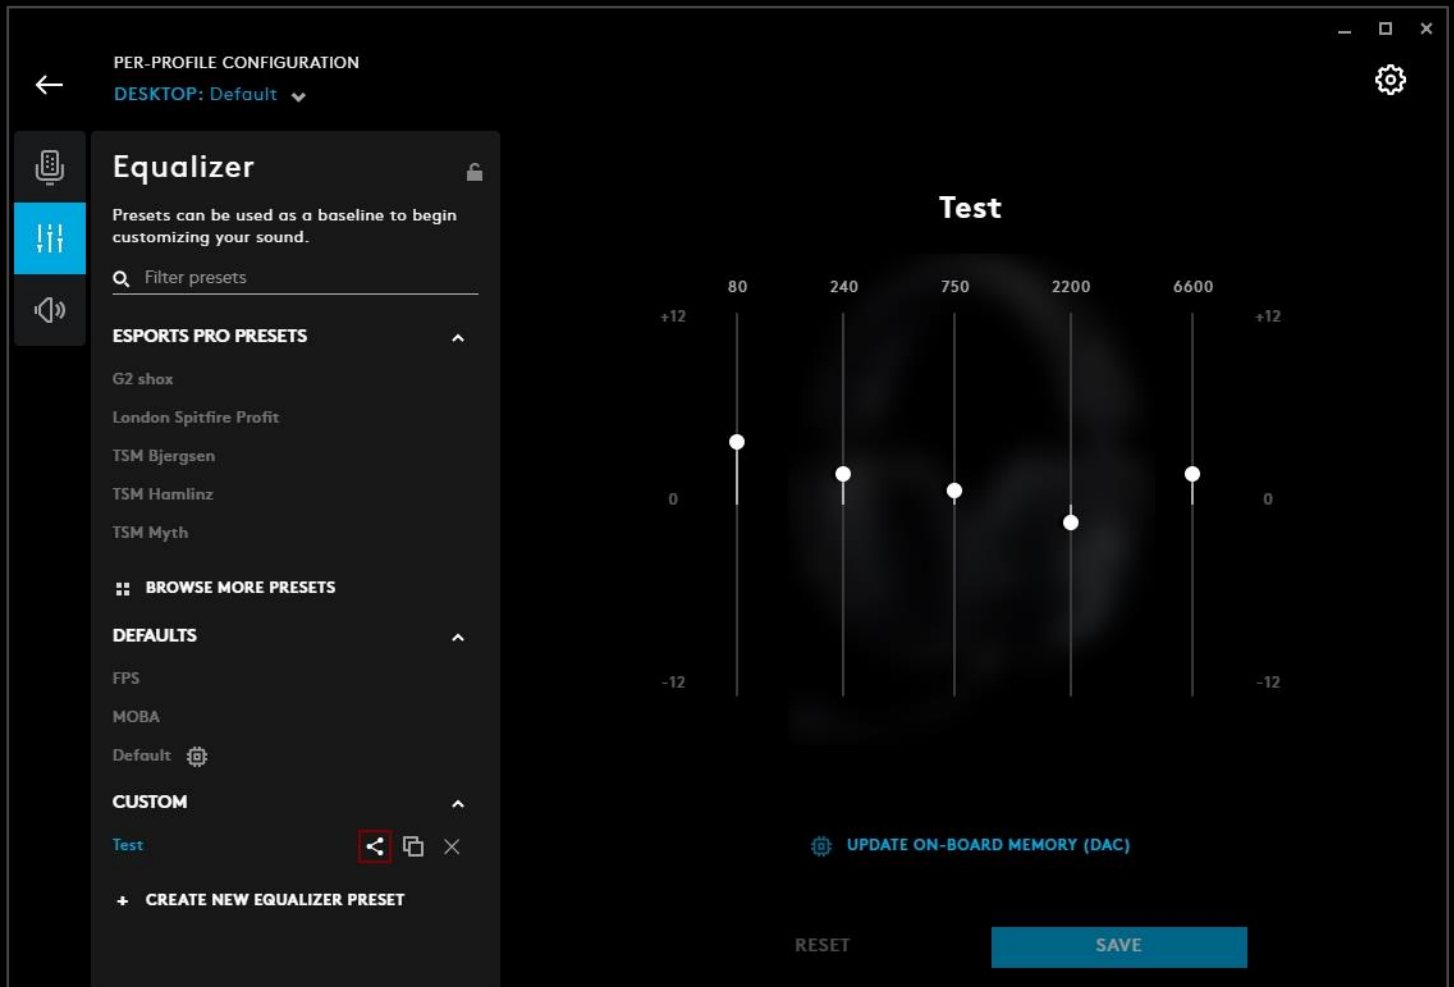 PER-PROFILE CONFIGURATION
DESKTOP: Default
Equalizer
Presets can be used as a baseline to begin
customizing your sound.
Filter presets
ESPORTS PRO PRESETS
G2 shox
London Spitfire Profit
TSM Bjergsen
TSM Hamlinz
TSM Myth
BROWSE MORE PRESETS
DEFAULTS
FPS
MOBA
Default
CUSTOM
Test
+ CREATE NEW EQUALIZER PRESET
Test
80 240 750 2200 6600
+12 +12
0 0
-12 -12
UPDATE ON-BOARD MEMORY (DAC)
RESET SAVE